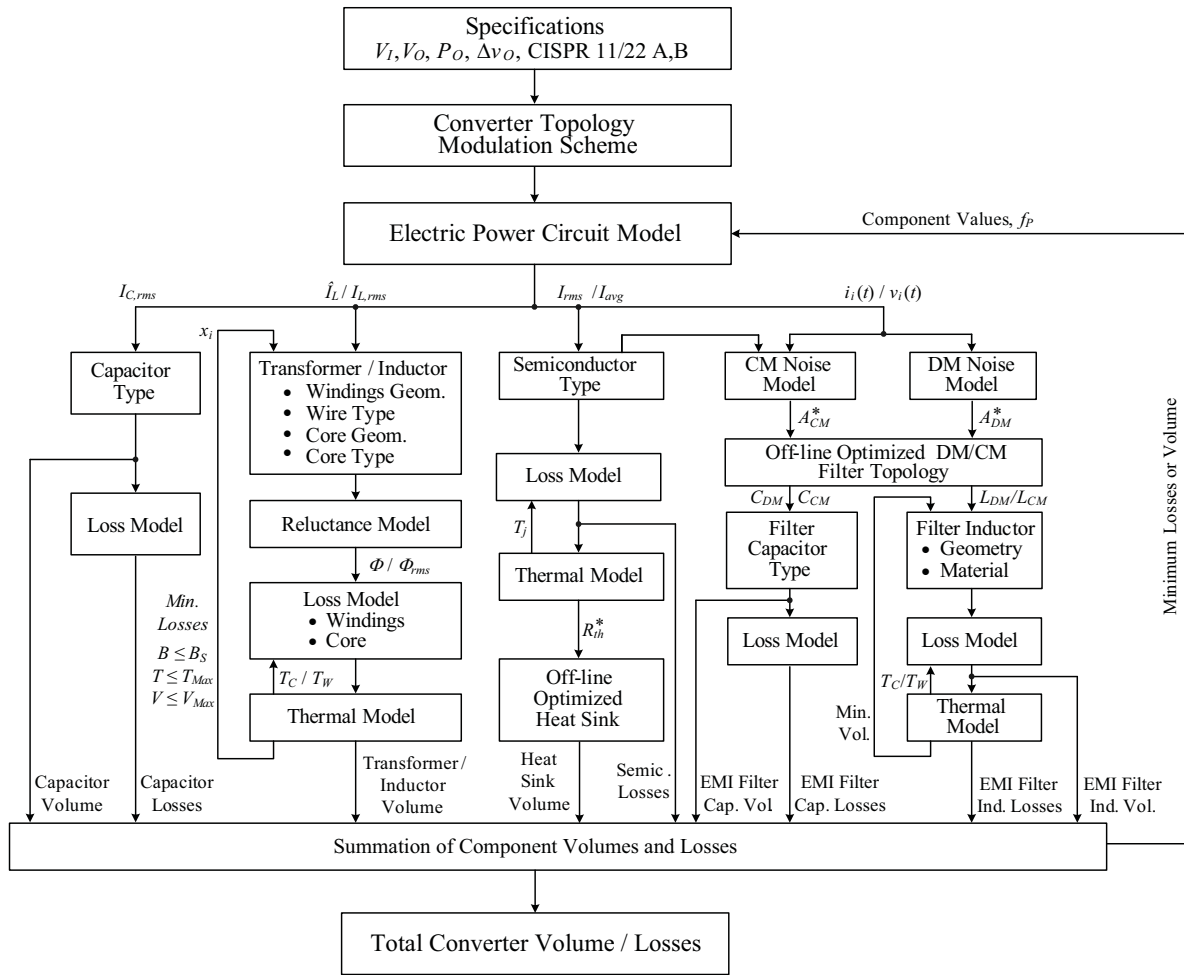 Specifications
V_I, V_O, P_O, Δv_O, CISPR 11/22 A,B
Converter Topology
Modulation Scheme
Electric Power Circuit Model
Component Values, f_P
I_C,rms
Î_L / I_L,rms
I_rms / I_avg
i_i(t) / v_i(t)
x_i
Capacitor
Type
Transformer / Inductor
• Windings Geom.
• Wire Type
• Core Geom.
• Core Type
Semiconductor
Type
CM Noise
Model
DM Noise
Model
A*_CM
A*_DM
Off-line Optimized DM/CM
Filter Topology
Loss Model
Reluctance Model
Φ / Φ_rms
Loss Model
• Windings
• Core
T_C / T_W
Thermal Model
Min.
Losses
B ≤ B_S
T ≤ T_Max
V ≤ V_Max
Loss Model
T_j
Thermal Model
R*_th
Off-line
Optimized
Heat Sink
C_DM C_CM
L_DM/L_CM
Filter
Capacitor
Type
Filter Inductor
• Geometry
• Material
Loss Model
Loss Model
T_C/T_W
Min.
Vol.
Thermal
Model
Minimum Losses or Volume
Capacitor
Volume
Capacitor
Losses
Transformer /
Inductor
Volume
Heat
Sink
Volume
Semic .
Losses
EMI Filter
Cap. Vol
EMI Filter
Cap. Losses
EMI Filter
Ind. Losses
EMI Filter
Ind. Vol.
Summation of Component Volumes and Losses
Total Converter Volume / Losses